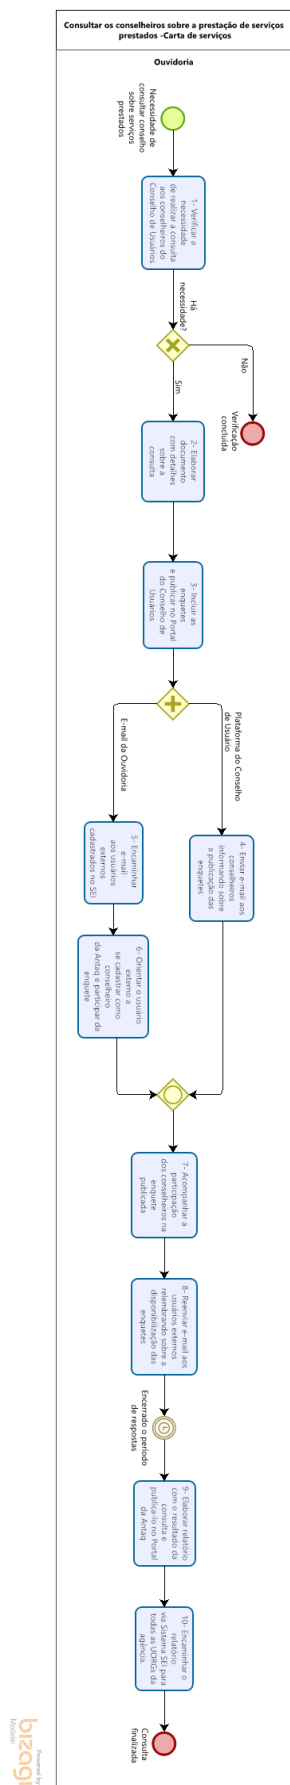 Consultar os conselheiros sobre a prestação de serviços
prestados -Carta de serviços
Ouvidoria
Necessidade de
consultar conselho
sobre serviços
prestados
1- Verificar a
necessidade
de realizar a consulta
aos conselheiros do
Conselho de Usuários
Há
necessidade?
Não
Verificação
concluída
Sim
2- Elaborar
documento
com detalhes
sobre a
consulta
3- Incluir as
enquetes
e publicar no Portal
do Conselho de
Usuários
Plataforma do Conselho
de Usuário
E-mail da Ouvidoria
4- Enviar e-mail aos
conselheiros
informando sobre
a publicação das
enquetes
5- Encaminhar
e-mail
aos usuários
externos
cadastrados no SEI
6- Orientar o usuário
externo a
se cadastrar como
conselheiro
da Antaq e participar da
enquete
7- Acompanhar a
participação
dos conselheiros na
enquete
publicada
8- Reenviar e-mail aos
usuários externos
relembrando sobre a
disponibilização das
enquetes
Encerrado o período
de respostas
9- Elaborar relatório
com o resultado da
consulta e
publica-lo no Portal
da Antaq
10- Encaminhar o
relatório
via Sistema SEI para
todas as UORGs da
agência.
Consulta
finalizada
Powered by
bizagi
Modeler